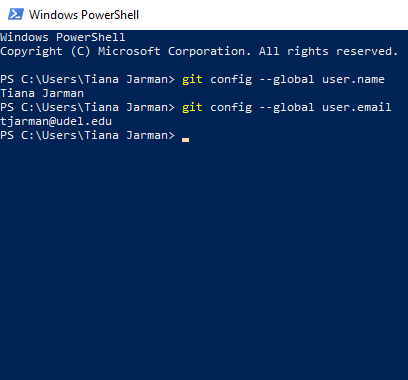 Windows PowerShell
Windows PowerShell
Copyright (C) Microsoft Corporation. All rights reserved.
PS C:\Users\Tiana Jarman> git config --global user.name
Tiana Jarman
PS C:\Users\Tiana Jarman> git config --global user.email
tjarman@udel.edu
PS C:\Users\Tiana Jarman>